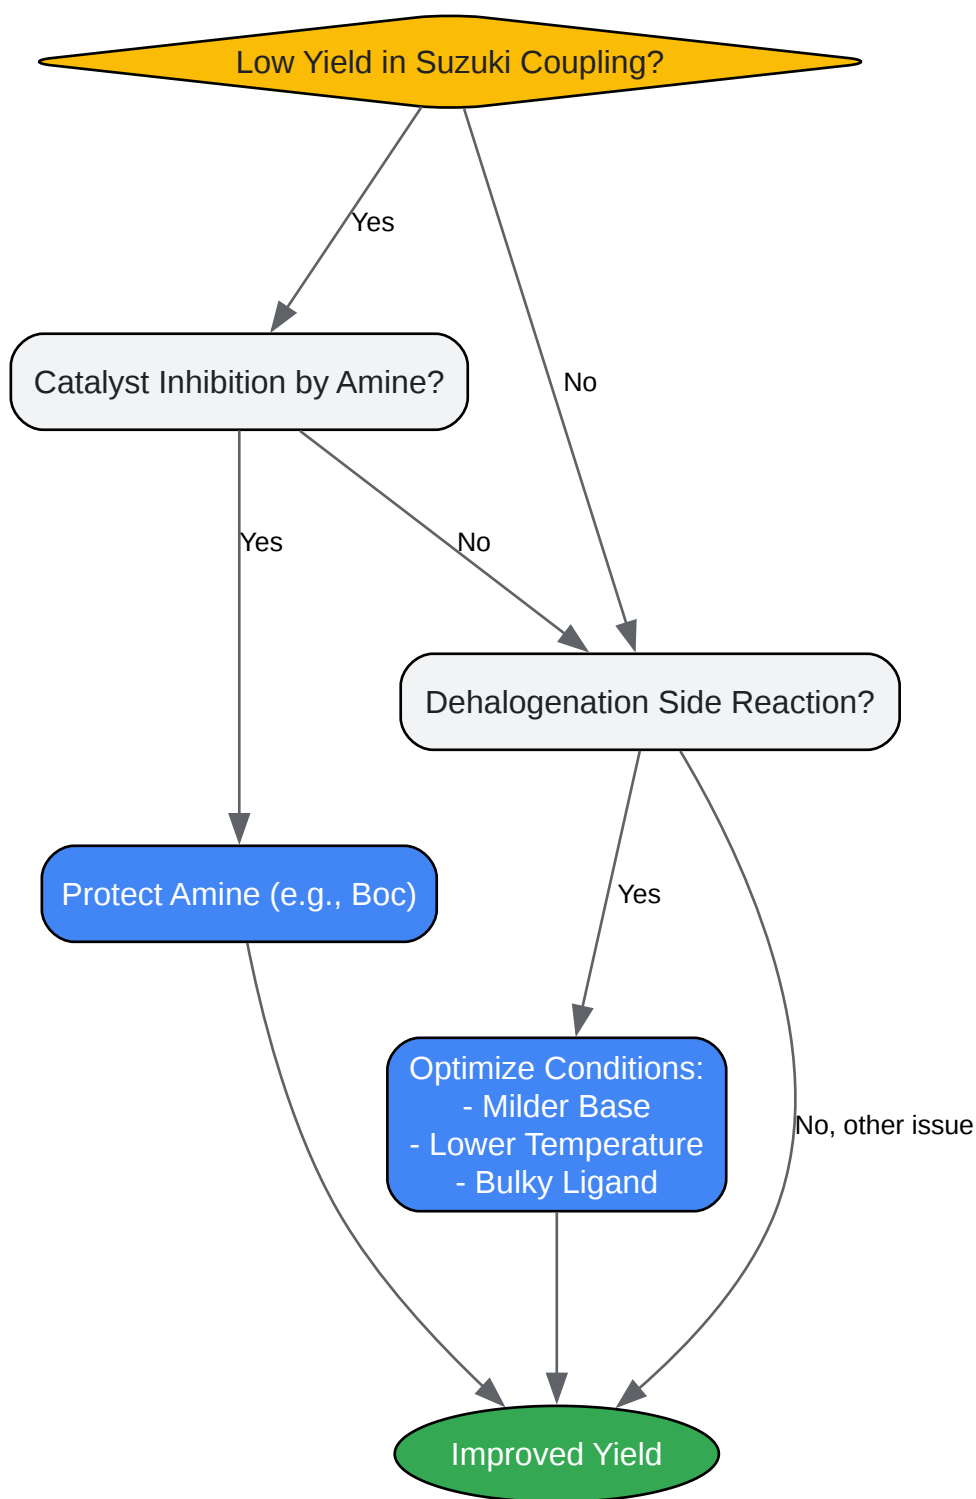 Low Yield in Suzuki Coupling?
Yes
Catalyst Inhibition by Amine?
No
Yes
No
Dehalogenation Side Reaction?
Protect Amine (e.g., Boc)
Yes
Optimize Conditions:
- Milder Base
- Lower Temperature
- Bulky Ligand
No, other issue
Improved Yield